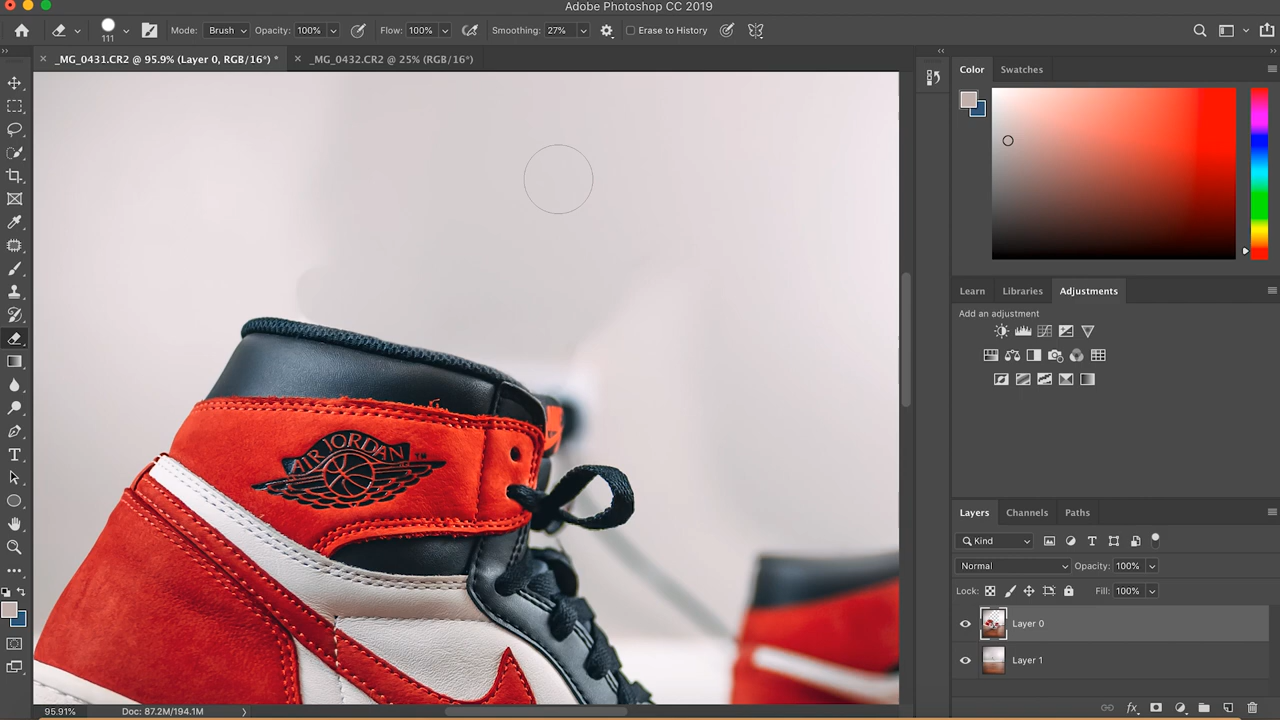 Adobe Photoshop CC 2019
111
Mode: Brush Opacity: 100% Flow: 100% Smoothing: 27% Erase to History
_MG_0431.CR2 @ 95.9% (Layer 0, RGB/16*) *
_MG_0432.CR2 @ 25% (RGB/16*)
Color Swatches
Learn Libraries Adjustments
Add an adjustment
AIR JORDAN ™
Layers Channels Paths
Kind
Normal Opacity: 100%
Lock: Fill: 100%
Layer 0
Layer 1
95.91% Doc: 87.2M/194.1M